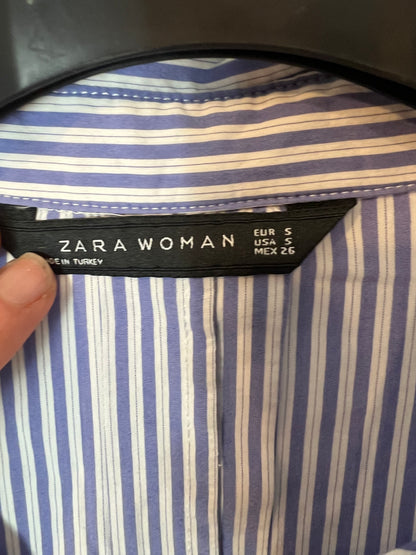 ZARA WOMAN
EUR S
USA S
MEX 26
DE IN TURKEY